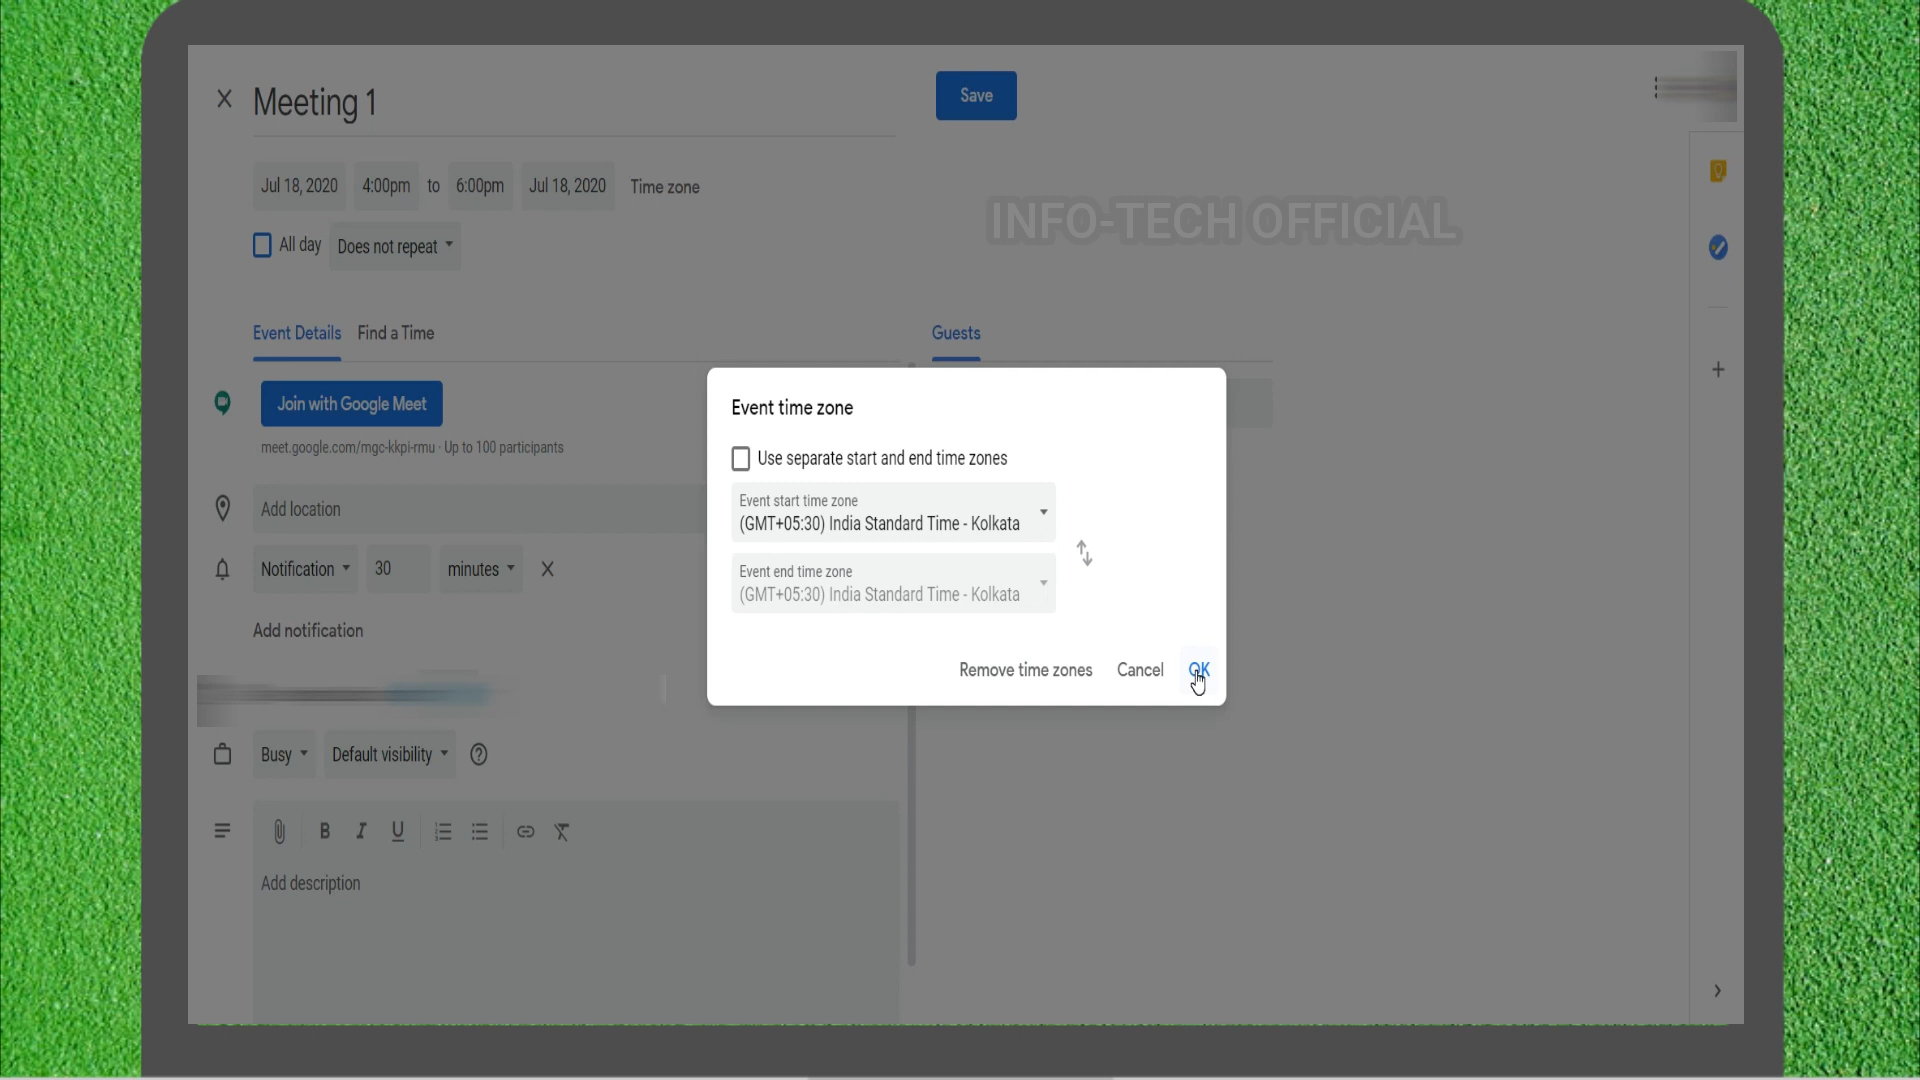 Meeting 1
Save
Jul 18, 2020 4:00pm to 6:00pm Jul 18, 2020 Time zone
INFO-TECH OFFICIAL
All day Does not repeat
Event Details Find a Time
Guests
Join with Google Meet
meet.google.com/mgc-kkpi-rmu · Up to 100 participants
Add location
Notification 30 minutes
Add notification
Busy Default visibility
B I U
Add description
Event time zone
Use separate start and end time zones
Event start time zone
(GMT+05:30) India Standard Time - Kolkata
Event end time zone
(GMT+05:30) India Standard Time - Kolkata
Remove time zones Cancel OK